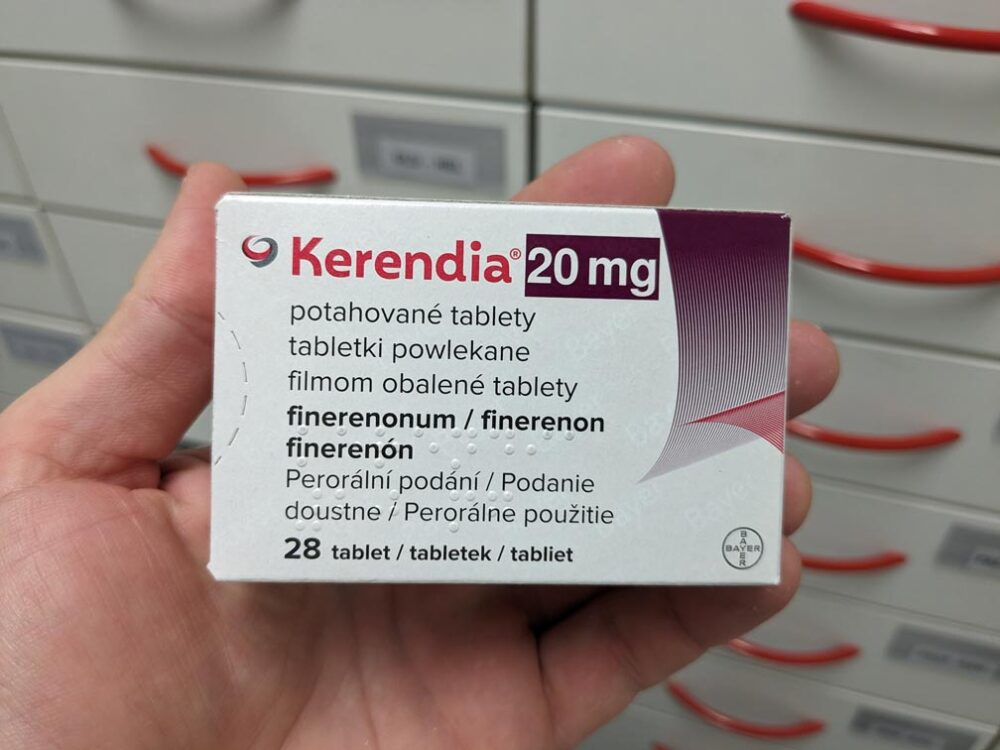 Kerendia® 20 mg
potahované tablety
tabletki powlekane
filmom obalené tablety
finerenonum / finerenon
finerenón
Perorální podání / Podanie
doustne / Perorálne použitie
28 tablet / tabletek / tabliet
BAYER